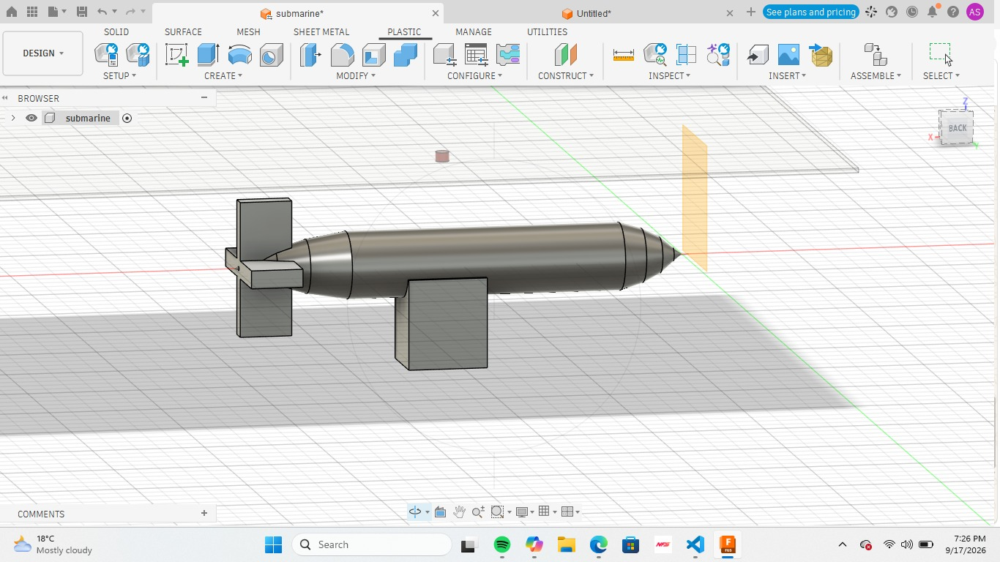 submarine*
Untitled*
See plans and pricing
AS
DESIGN
SOLID
SURFACE
MESH
SHEET METAL
PLASTIC
MANAGE
UTILITIES
SETUP
CREATE
MODIFY
CONFIGURE
CONSTRUCT
INSPECT
INSERT
ASSEMBLE
SELECT
BROWSER
submarine
Z
BACK
X
Y
COMMENTS
18°C
Mostly cloudy
Search
NFS
F
FUS
7:26 PM
9/17/2026